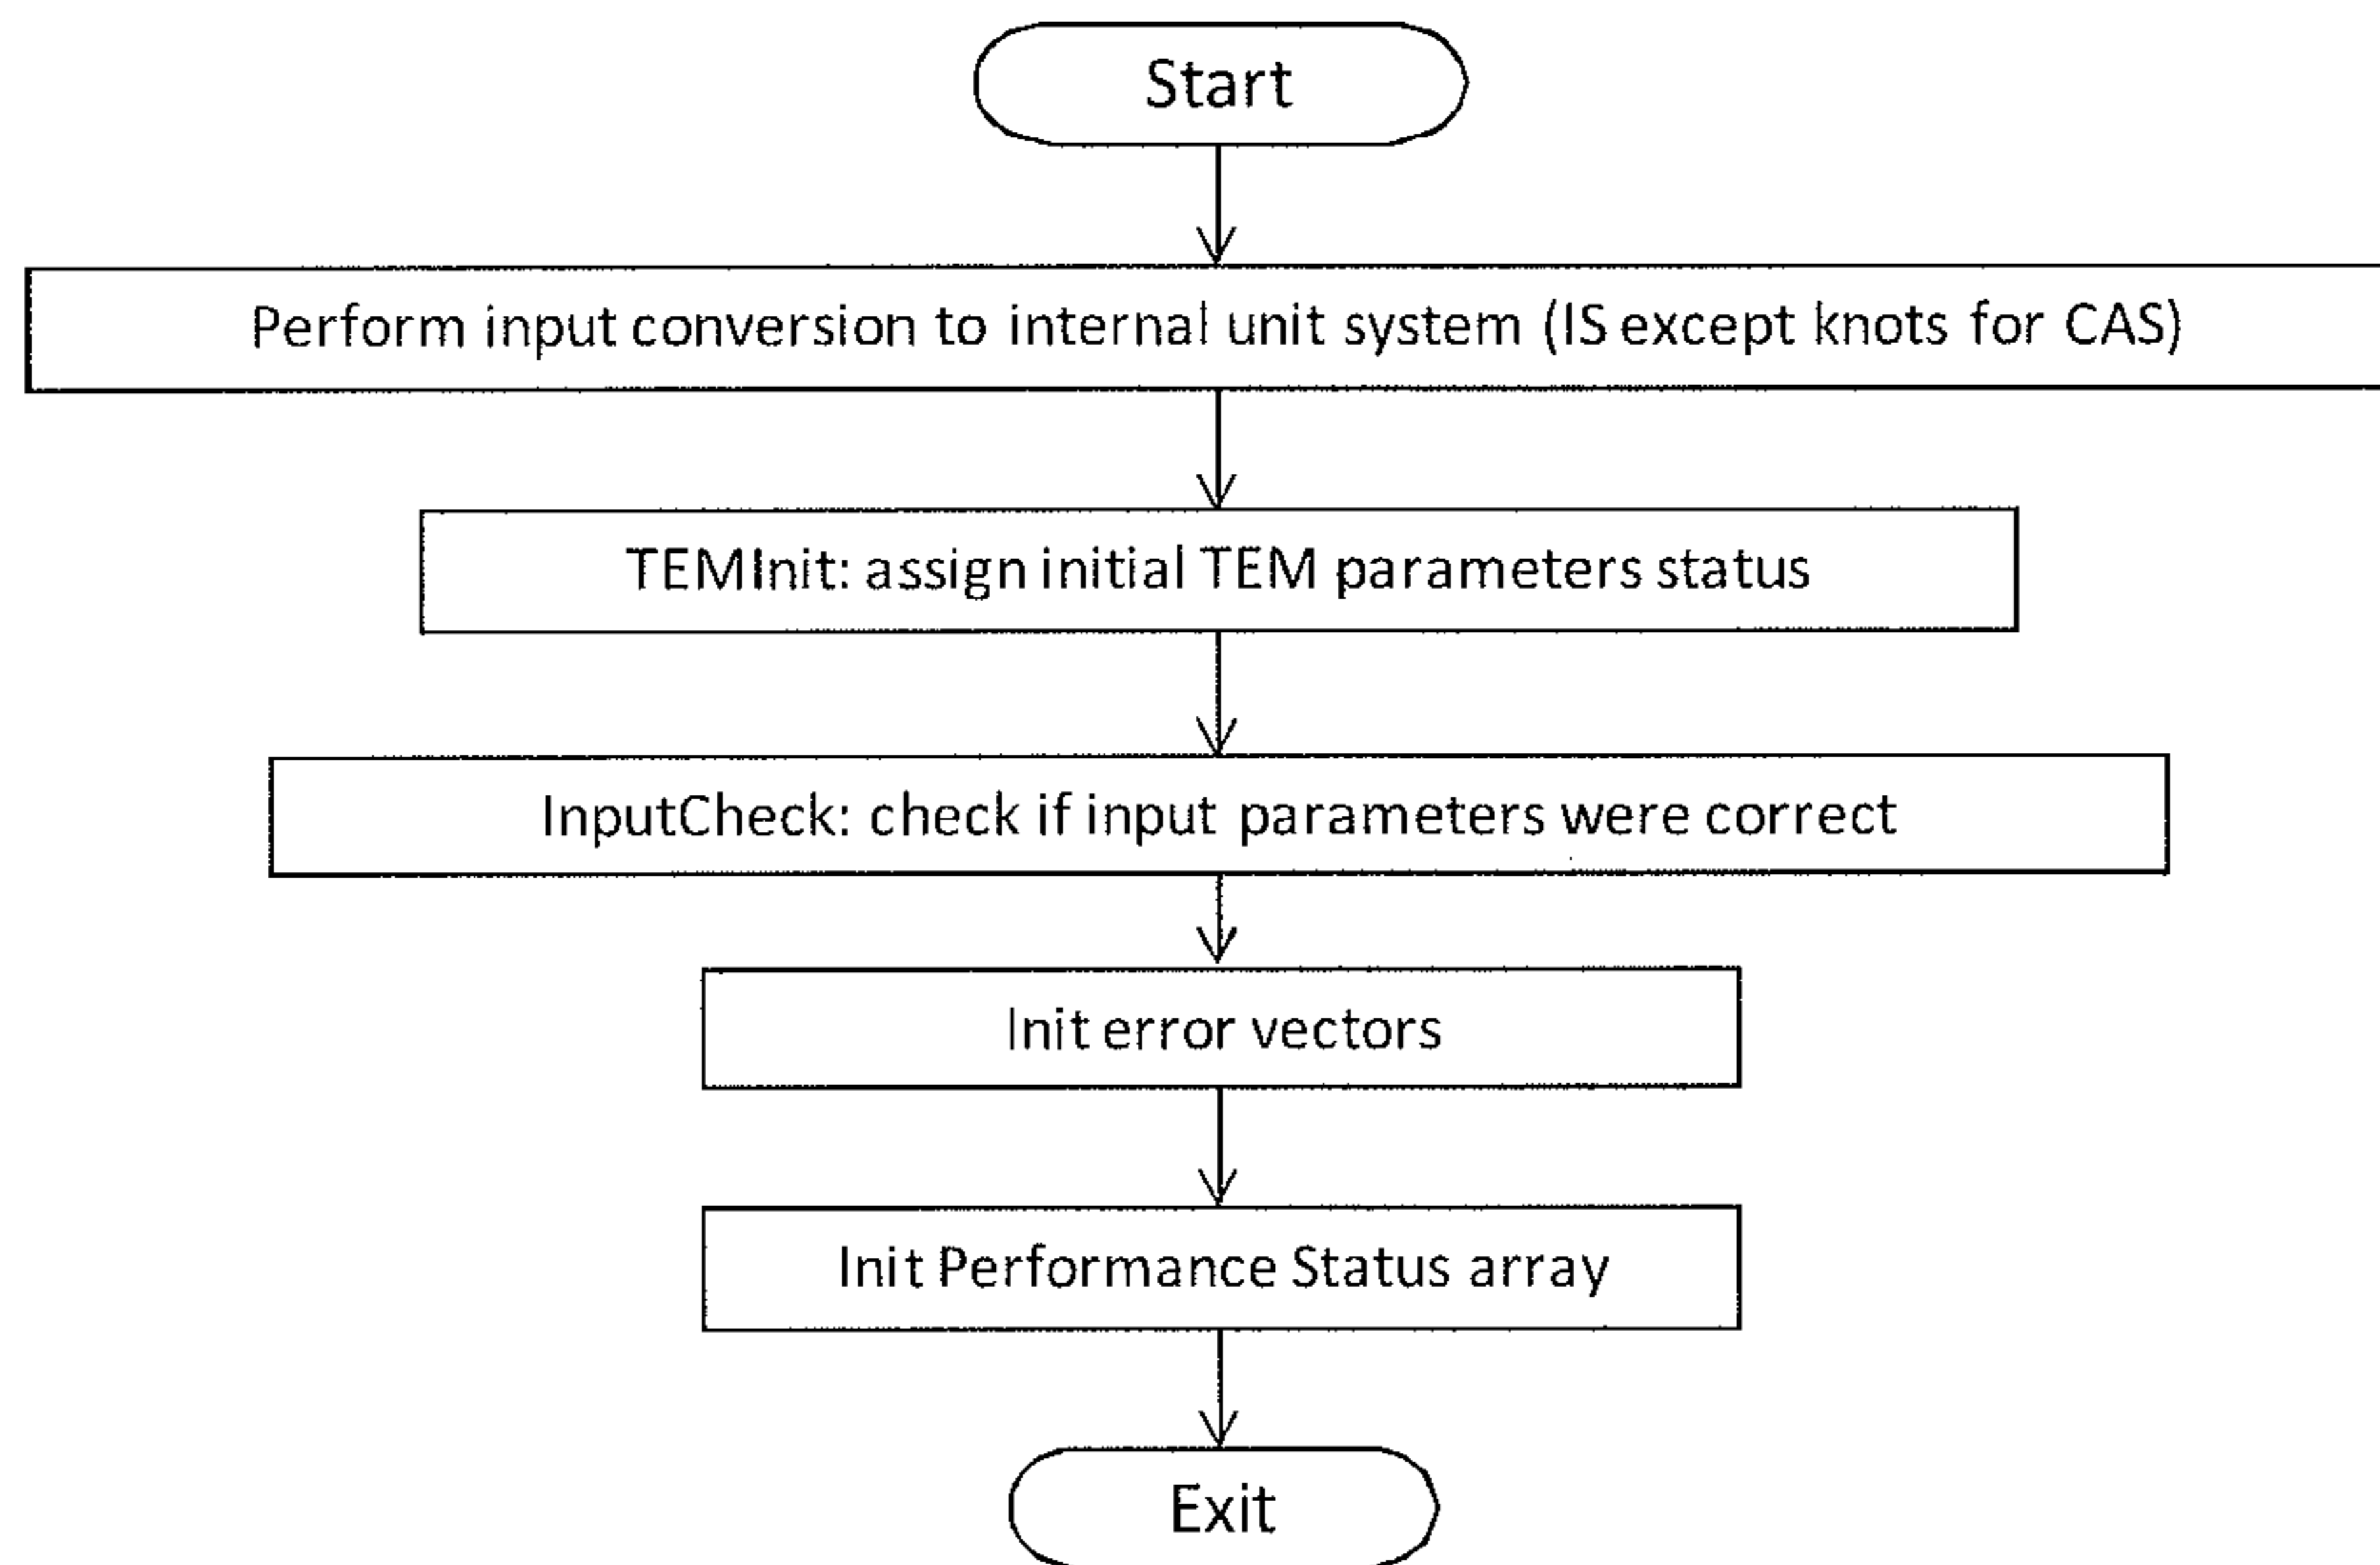 Start
Perform input conversion to internal unit system (IS except knots for CAS)
TEMInit: assign initial TEM parameters status
InputCheck: check if input parameters were correct
Init error vectors
Init Performance Status array
Exit